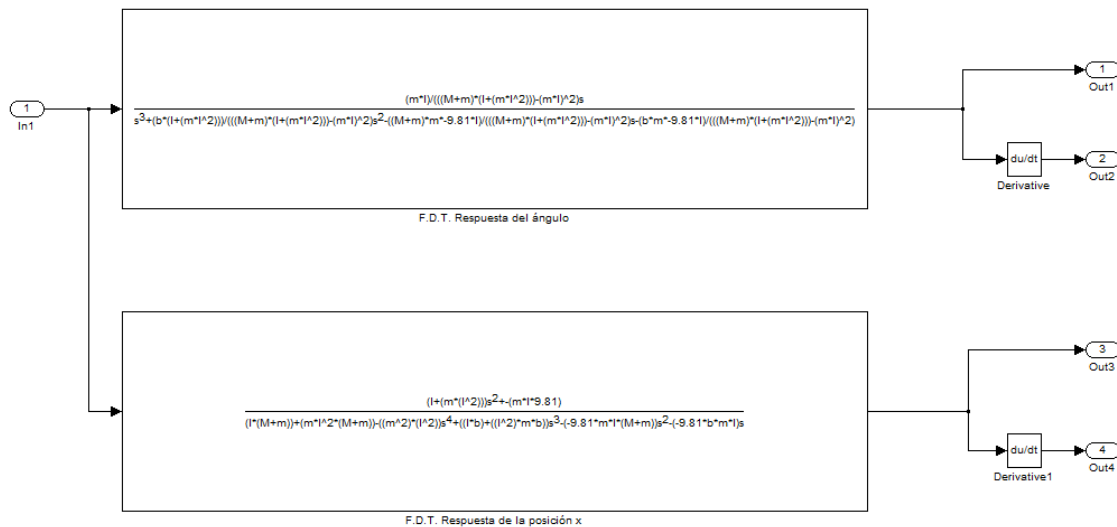 1
Out1
1
In1
(m*l)/(((M+m)*(I+(m*l^2)))-(m*l)^2)s
s³+(b*(I+(m*l^2)))/(((M+m)*(I+(m*l^2)))-(m*l)^2)s²-((M+m)*m*-9.81*l)/(((M+m)*(I+(m*l^2)))-(m*l)^2)s-(b*m*-9.81*l)/(((M+m)*(I+(m*l^2)))-(m*l)^2)
du/dt
Derivative
2
Out2
F.D.T. Respuesta del ángulo
3
Out3
(I+(m*(l^2)))s²+-(m*l*9.81)
(I*(M+m))+(m*l^2*(M+m))-((m^2)*(l^2))s⁴+((I*b)+((l^2)*m*b))s³-(-9.81*m*l*(M+m))s²-(-9.81*b*m*l)s
du/dt
Derivative1
4
Out4
F.D.T. Respuesta de la posición x